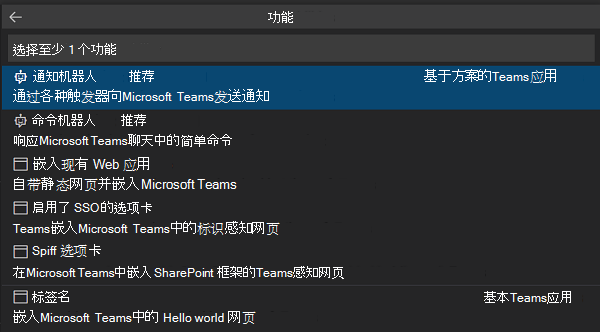 功能
选择至少 1 个功能
通知机器人 推荐 基于方案的Teams应用
通过各种触发器向Microsoft Teams发送通知
命令机器人 推荐
响应Microsoft Teams聊天中的简单命令
嵌入现有 Web 应用
自带静态网页并嵌入 Microsoft Teams
启用了 SSO的选项卡
Teams嵌入Microsoft Teams中的标识感知网页
Spiff 选项卡
在Microsoft Teams中嵌入 SharePoint 框架的Teams感知网页
标签名 基本Teams应用
嵌入Microsoft Teams中的 Hello world 网页